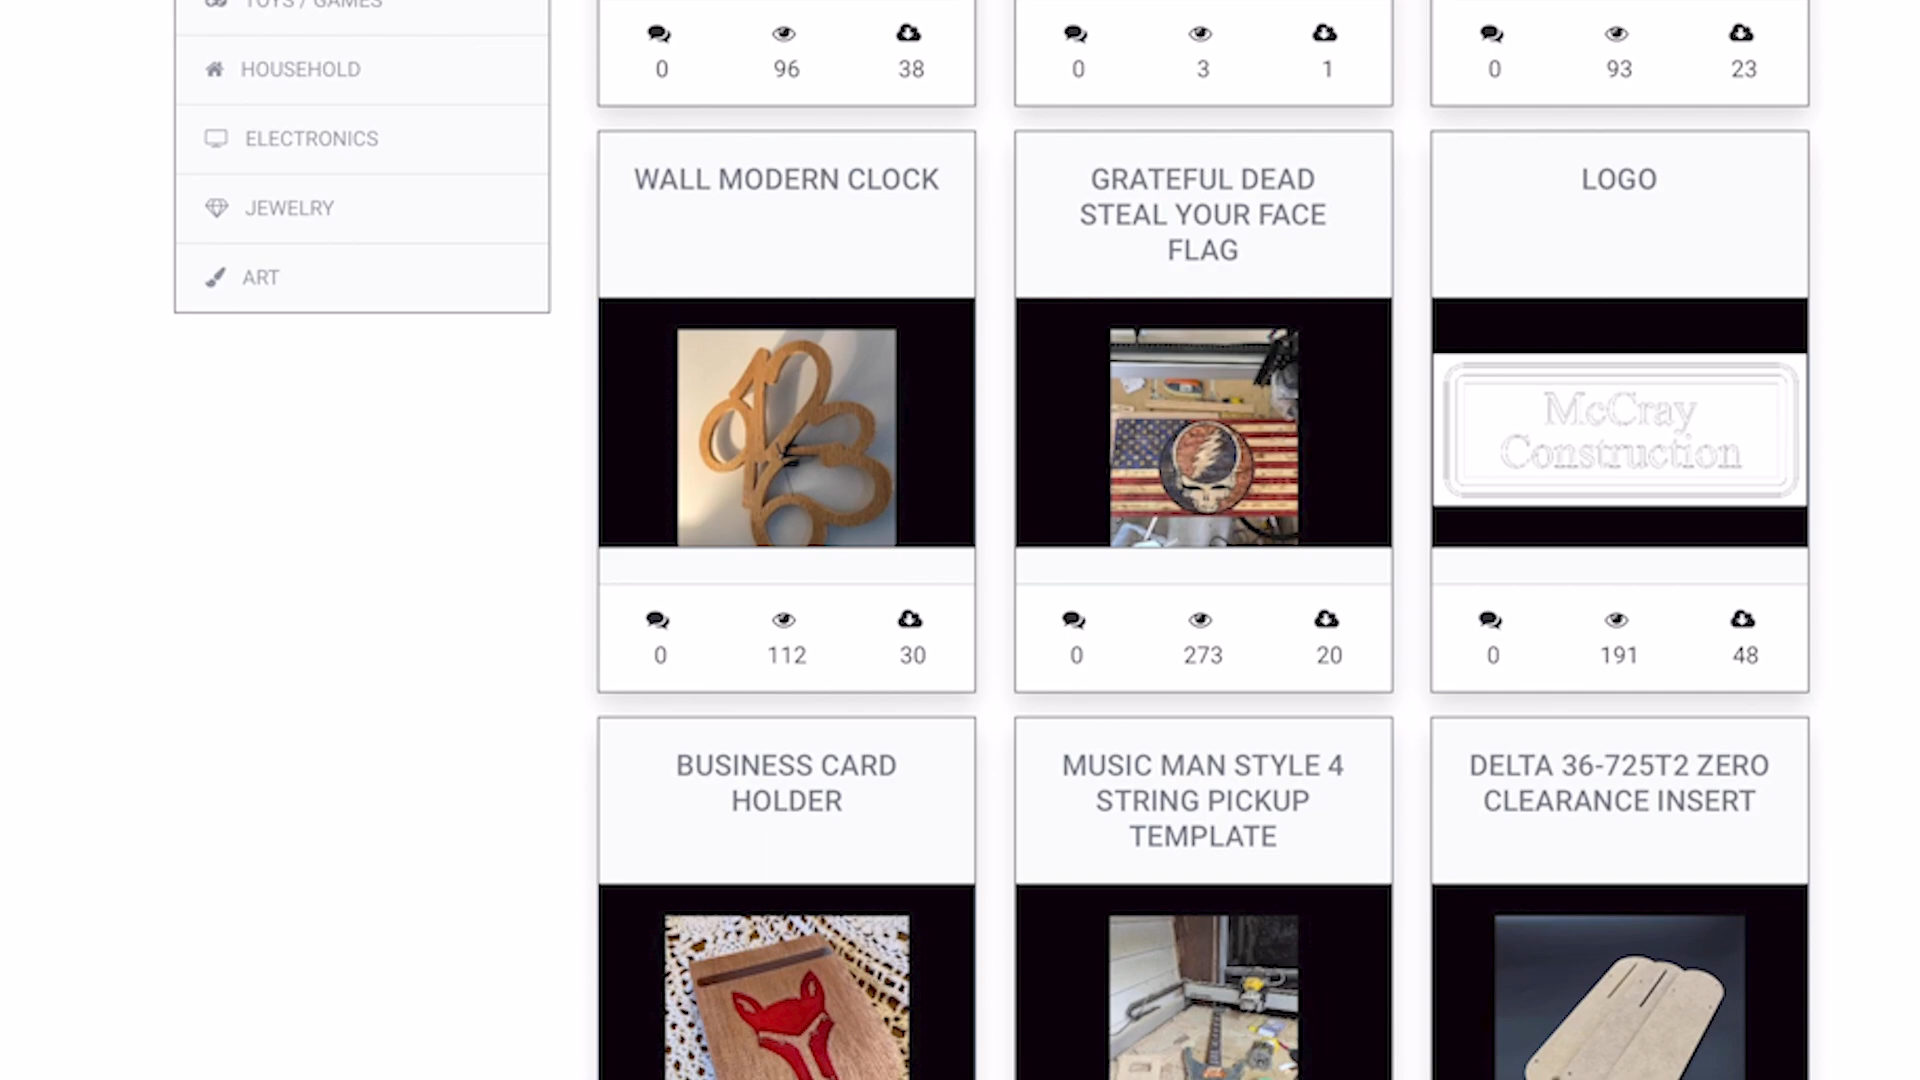 TOYS / GAMES
HOUSEHOLD
ELECTRONICS
JEWELRY
ART
0 96 38
0 3 1
0 93 23
WALL MODERN CLOCK
0 112 30
GRATEFUL DEAD
STEAL YOUR FACE
FLAG
0 273 20
LOGO
McCray
Construction
0 191 48
BUSINESS CARD
HOLDER
MUSIC MAN STYLE 4
STRING PICKUP
TEMPLATE
DELTA 36-725T2 ZERO
CLEARANCE INSERT